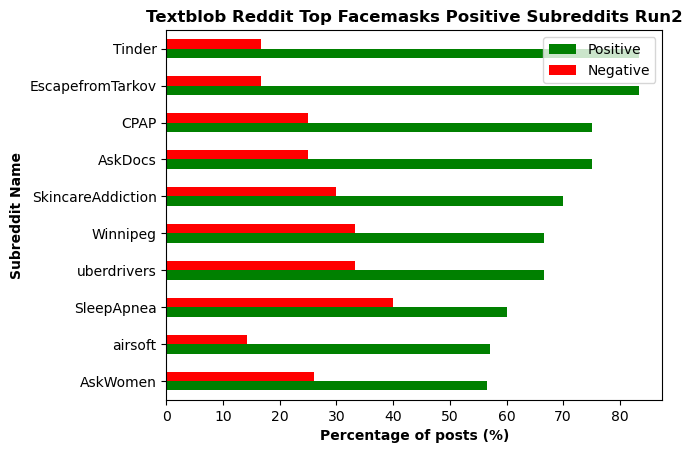 Textblob Reddit Top Facemasks Positive Subreddits Run2
Positive
Negative
Tinder
EscapefromTarkov
CPAP
AskDocs
SkincareAddiction
Winnipeg
uberdrivers
SleepApnea
airsoft
AskWomen
Subreddit Name
0 10 20 30 40 50 60 70 80
Percentage of posts (%)